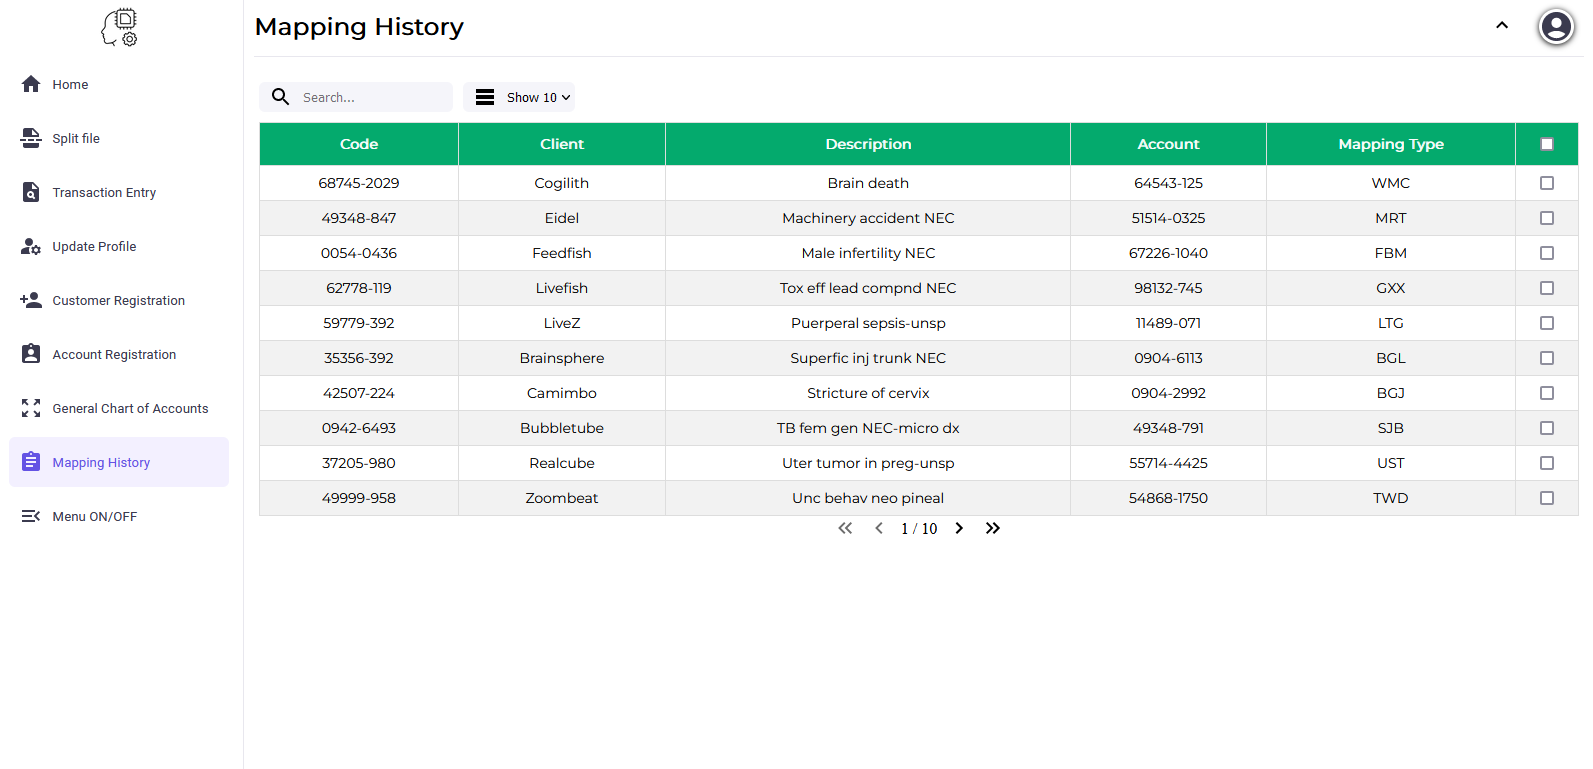 Mapping History
Home
Split file
Transaction Entry
Update Profile
Customer Registration
Account Registration
General Chart of Accounts
Mapping History
Menu ON/OFF
Search...
Show 10
Code Client Description Account Mapping Type
68745-2029 Cogilith Brain death 64543-125 WMC
49348-847 Eidel Machinery accident NEC 51514-0325 MRT
0054-0436 Feedfish Male infertility NEC 67226-1040 FBM
62778-119 Livefish Tox eff lead compnd NEC 98132-745 GXX
59779-392 LiveZ Puerperal sepsis-unsp 11489-071 LTG
35356-392 Brainsphere Superfic inj trunk NEC 0904-6113 BGL
42507-224 Camimbo Stricture of cervix 0904-2992 BGJ
0942-6493 Bubbletube TB fem gen NEC-micro dx 49348-791 SJB
37205-980 Realcube Uter tumor in preg-unsp 55714-4425 UST
49999-958 Zoombeat Unc behav neo pineal 54868-1750 TWD
1 / 10